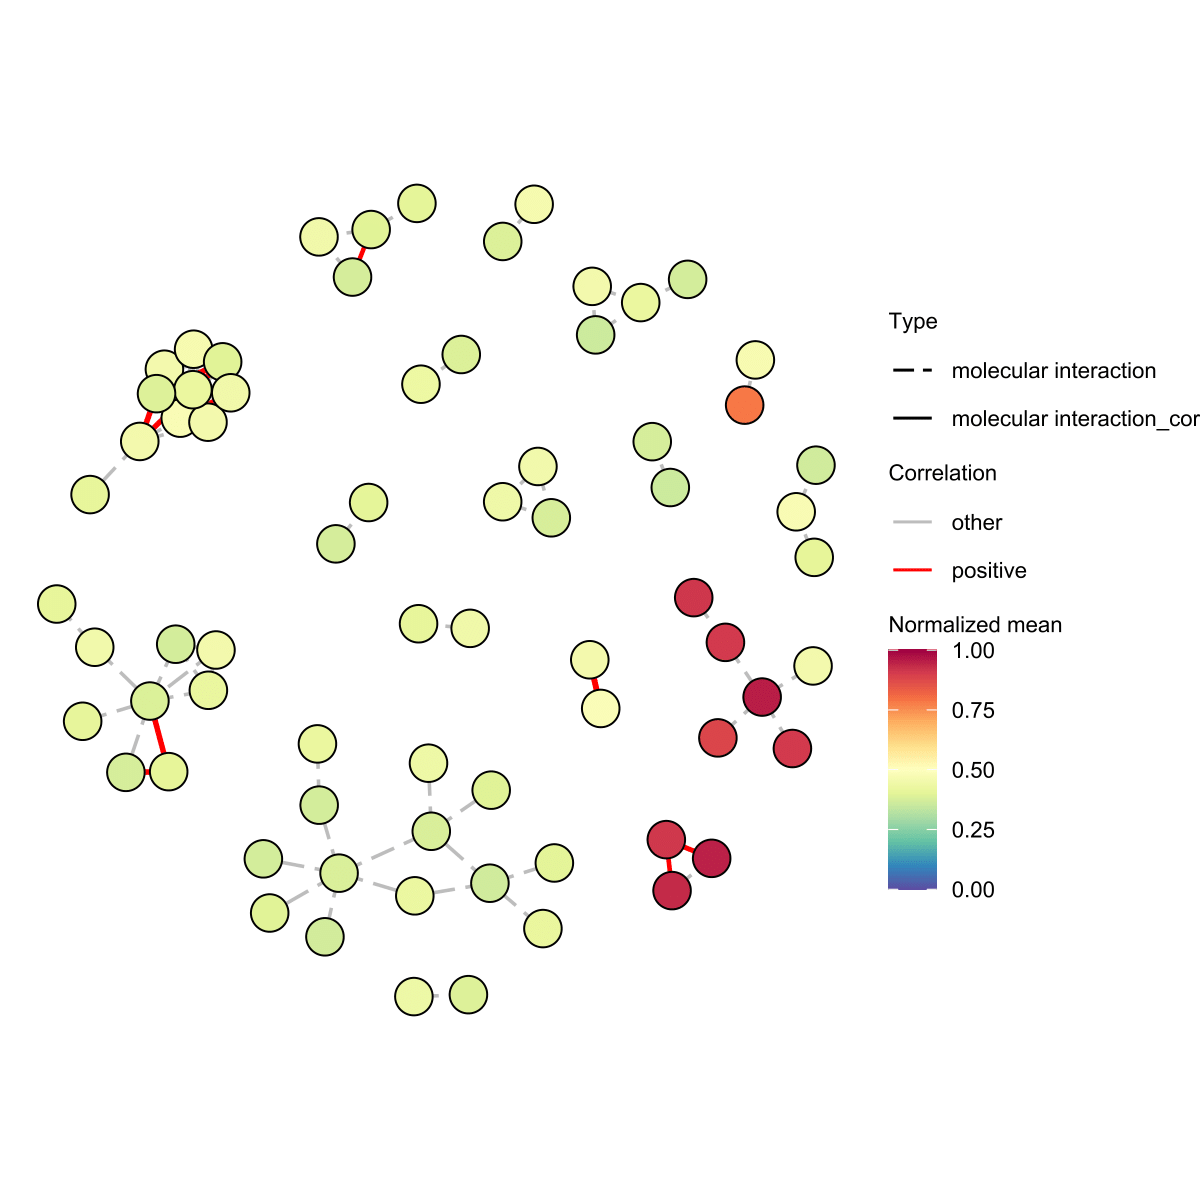 Type
molecular interaction
molecular interaction_cor
Correlation
other
positive
Normalized mean
1.00
0.75
0.50
0.25
0.00